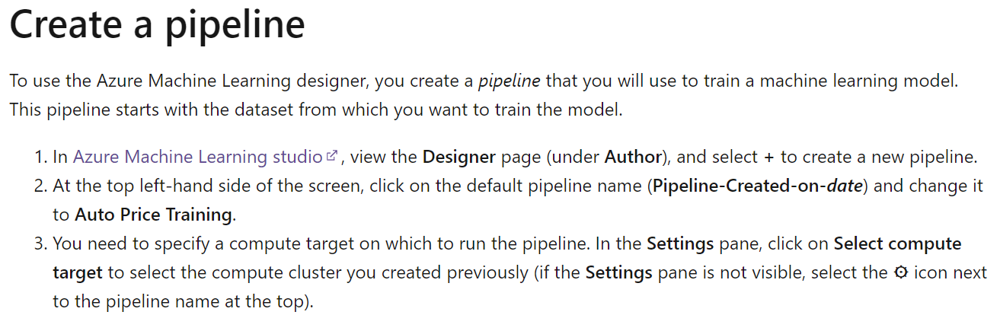 Create a pipeline
To use the Azure Machine Learning designer, you create a pipeline that you will use to train a machine learning model.
This pipeline starts with the dataset from which you want to train the model.
1. In Azure Machine Learning studio, view the Designer page (under Author), and select + to create a new pipeline.
2. At the top left-hand side of the screen, click on the default pipeline name (Pipeline-Created-on-date) and change it
to Auto Price Training.
3. You need to specify a compute target on which to run the pipeline. In the Settings pane, click on Select compute
target to select the compute cluster you created previously (if the Settings pane is not visible, select the ⚙ icon next
to the pipeline name at the top).